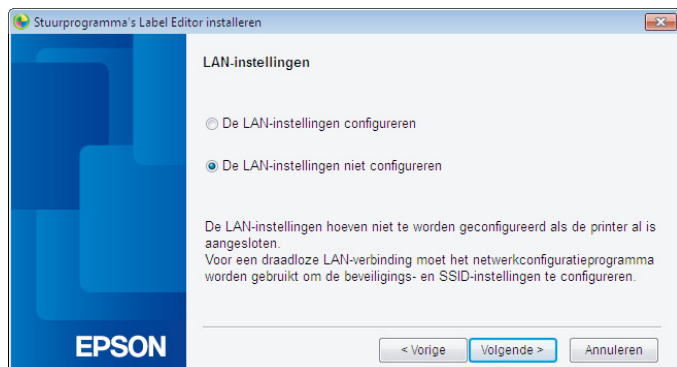 Stuurprogramma's Label Editor installeren
LAN-instellingen
De LAN-instellingen configureren
De LAN-instellingen niet configureren
De LAN-instellingen hoeven niet te worden geconfigureerd als de printer al is
aangesloten.
Voor een draadloze LAN-verbinding moet het netwerkconfiguratieprogramma
worden gebruikt om de beveiligings- en SSID-instellingen te configureren.
EPSON
< Vorige
Volgende >
Annuleren